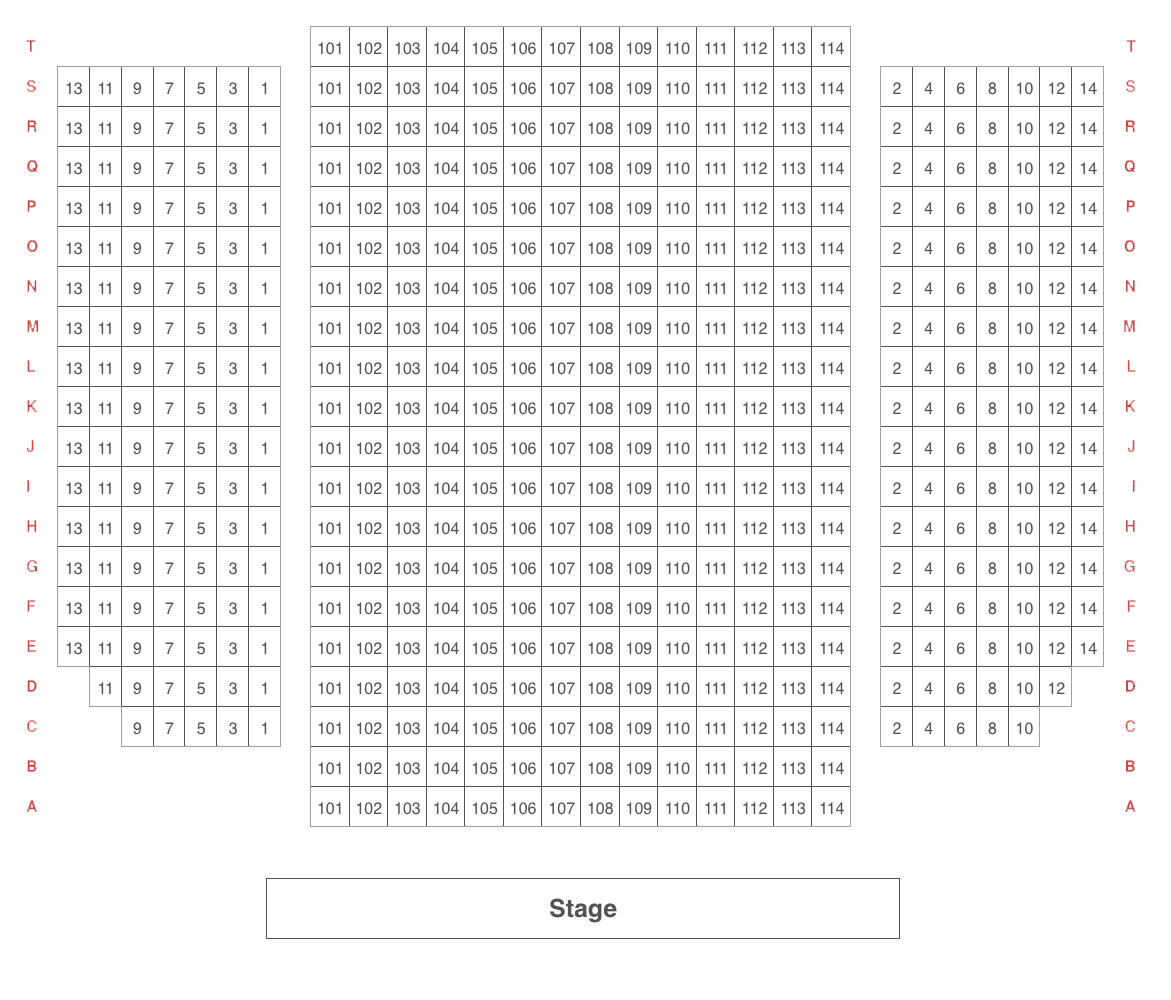 T 101 102 103 104 105 106 107 108 109 110 111 112 113 114 T
S 13 11 9 7 5 3 1 101 102 103 104 105 106 107 108 109 110 111 112 113 114 2 4 6 8 10 12 14 S
R 13 11 9 7 5 3 1 101 102 103 104 105 106 107 108 109 110 111 112 113 114 2 4 6 8 10 12 14 R
Q 13 11 9 7 5 3 1 101 102 103 104 105 106 107 108 109 110 111 112 113 114 2 4 6 8 10 12 14 Q
P 13 11 9 7 5 3 1 101 102 103 104 105 106 107 108 109 110 111 112 113 114 2 4 6 8 10 12 14 P
O 13 11 9 7 5 3 1 101 102 103 104 105 106 107 108 109 110 111 112 113 114 2 4 6 8 10 12 14 O
N 13 11 9 7 5 3 1 101 102 103 104 105 106 107 108 109 110 111 112 113 114 2 4 6 8 10 12 14 N
M 13 11 9 7 5 3 1 101 102 103 104 105 106 107 108 109 110 111 112 113 114 2 4 6 8 10 12 14 M
L 13 11 9 7 5 3 1 101 102 103 104 105 106 107 108 109 110 111 112 113 114 2 4 6 8 10 12 14 L
K 13 11 9 7 5 3 1 101 102 103 104 105 106 107 108 109 110 111 112 113 114 2 4 6 8 10 12 14 K
J 13 11 9 7 5 3 1 101 102 103 104 105 106 107 108 109 110 111 112 113 114 2 4 6 8 10 12 14 J
I 13 11 9 7 5 3 1 101 102 103 104 105 106 107 108 109 110 111 112 113 114 2 4 6 8 10 12 14 I
H 13 11 9 7 5 3 1 101 102 103 104 105 106 107 108 109 110 111 112 113 114 2 4 6 8 10 12 14 H
G 13 11 9 7 5 3 1 101 102 103 104 105 106 107 108 109 110 111 112 113 114 2 4 6 8 10 12 14 G
F 13 11 9 7 5 3 1 101 102 103 104 105 106 107 108 109 110 111 112 113 114 2 4 6 8 10 12 14 F
E 13 11 9 7 5 3 1 101 102 103 104 105 106 107 108 109 110 111 112 113 114 2 4 6 8 10 12 14 E
D 11 9 7 5 3 1 101 102 103 104 105 106 107 108 109 110 111 112 113 114 2 4 6 8 10 12 D
C 9 7 5 3 1 101 102 103 104 105 106 107 108 109 110 111 112 113 114 2 4 6 8 10 C
B 101 102 103 104 105 106 107 108 109 110 111 112 113 114 B
A 101 102 103 104 105 106 107 108 109 110 111 112 113 114 A
Stage